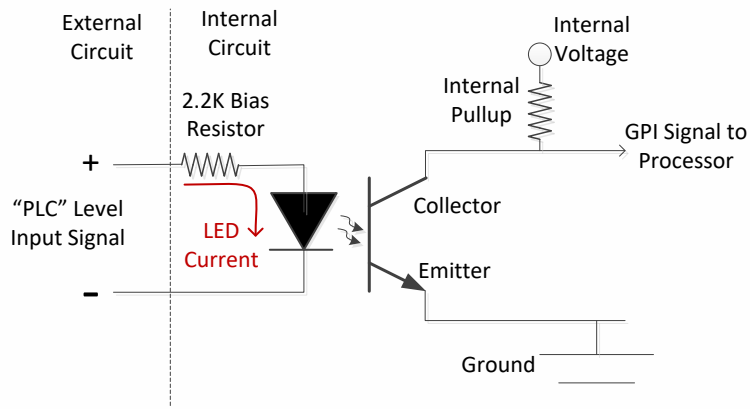 External
Circuit
Internal
Circuit
Internal
Voltage
2.2K Bias
Resistor
Internal
Pullup
GPI Signal to
Processor
+
“PLC” Level
Input Signal
LED
Current
Collector
Emitter
-
Ground